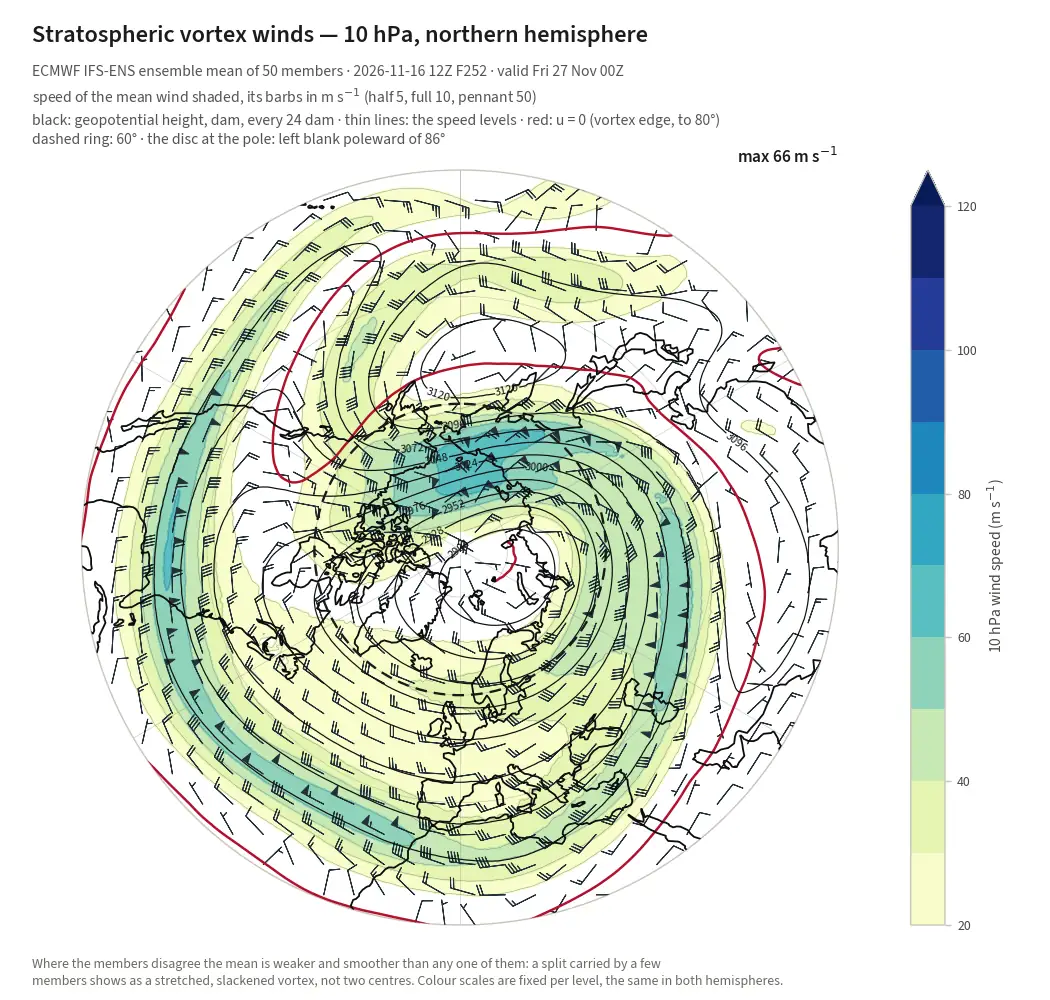 Stratospheric vortex winds — 10 hPa, northern hemisphere
ECMWF IFS-ENS ensemble mean of 50 members · 2026-11-16 12Z F252 · valid Fri 27 Nov 00Z
speed of the mean wind shaded, its barbs in m s⁻¹ (half 5, full 10, pennant 50)
black: geopotential height, dam, every 24 dam · thin lines: the speed levels · red: u = 0 (vortex edge, to 80°)
dashed ring: 60° · the disc at the pole: left blank poleward of 86°
max 66 m s⁻¹
120
100
80
60
40
20
10 hPa wind speed (m s⁻¹)
3120
3120
3096
3072
3000
2952
Where the members disagree the mean is weaker and smoother than any one of them: a split carried by a few
members shows as a stretched, slackened vortex, not two centres. Colour scales are fixed per level, the same in both hemispheres.